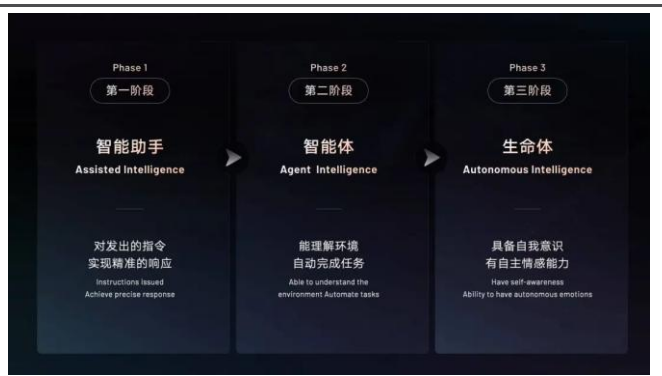 Phase 1
第一阶段
智能助手
Assisted Intelligence
对发出的指令
实现精准的响应
Instructions issued
Achieve precise response
Phase 2
第二阶段
智能体
Agent Intelligence
能理解环境
自动完成任务
Able to understand the
environment Automate tasks
Phase 3
第三阶段
生命体
Autonomous Intelligence
具备自我意识
有自主情感能力
Have self-awareness
Ability to have autonomous emotions